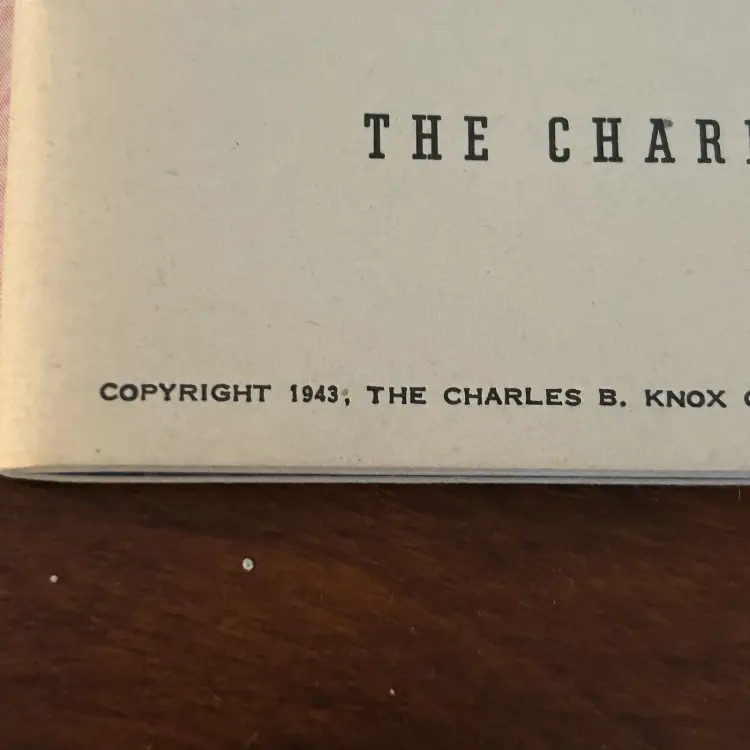 THE CHAR
COPYRIGHT 1943, THE CHARLES B. KNOX